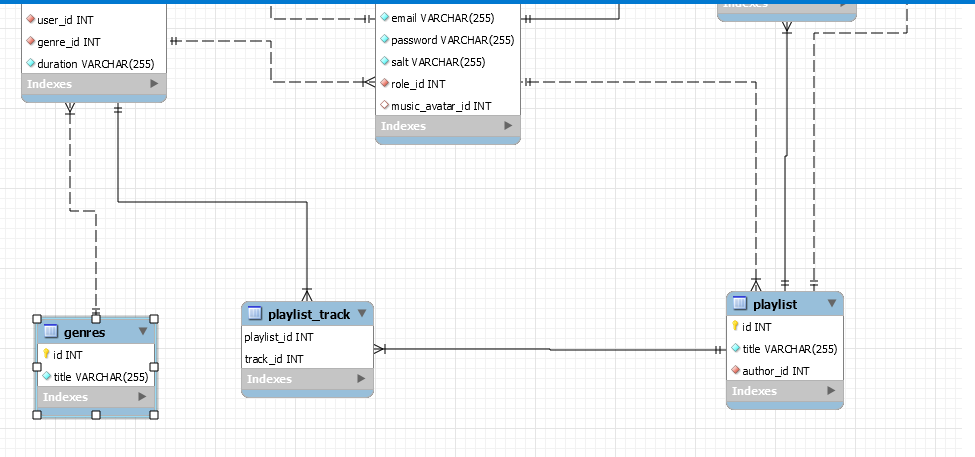 user_id INT
genre_id INT
duration VARCHAR(255)
Indexes
email VARCHAR(255)
password VARCHAR(255)
salt VARCHAR(255)
role_id INT
music_avatar_id INT
Indexes
Indexes
genres
id INT
title VARCHAR(255)
Indexes
playlist_track
playlist_id INT
track_id INT
Indexes
playlist
id INT
title VARCHAR(255)
author_id INT
Indexes